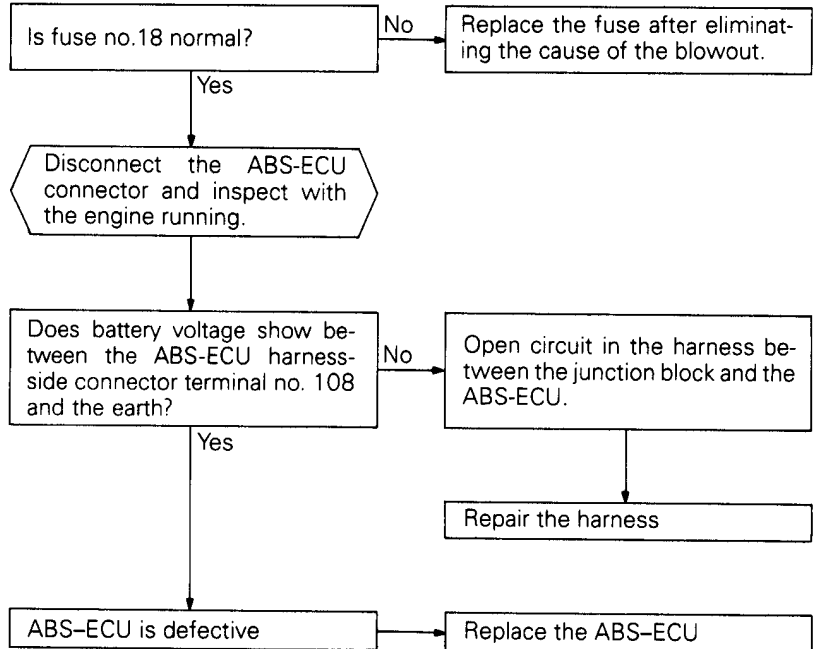 Is fuse no.18 normal?
No
Replace the fuse after eliminat-
ing the cause of the blowout.
Yes
Disconnect the ABS-ECU
connector and inspect with
the engine running.
Does battery voltage show be-
tween the ABS-ECU harness-
side connector terminal no. 108
and the earth?
No
Open circuit in the harness be-
tween the junction block and the
ABS-ECU.
Yes
Repair the harness
ABS–ECU is defective
Replace the ABS–ECU